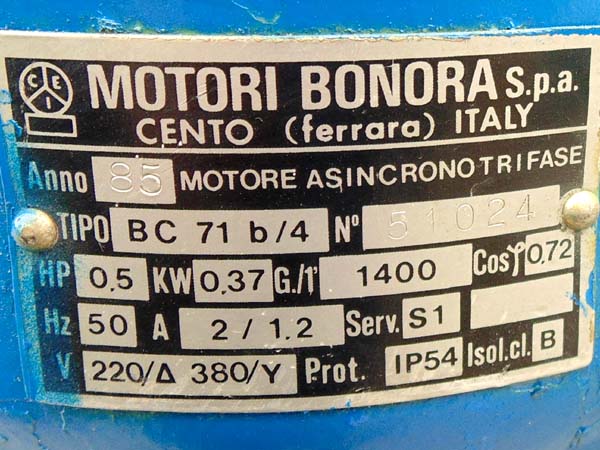 CEI
MOTORI BONORA S.p.a.
CENTO (ferrara) ITALY
Anno 85 MOTORE ASINCRONO TRIFASE
TIPO BC 71 b/4 N° 51024
HP 0,5 KW 0,37 G./1' 1400 Cosφ 0,72
Hz 50 A 2 / 1.2 Serv. S1
V 220/Δ 380/Y Prot. IP54 Isol.cl. B